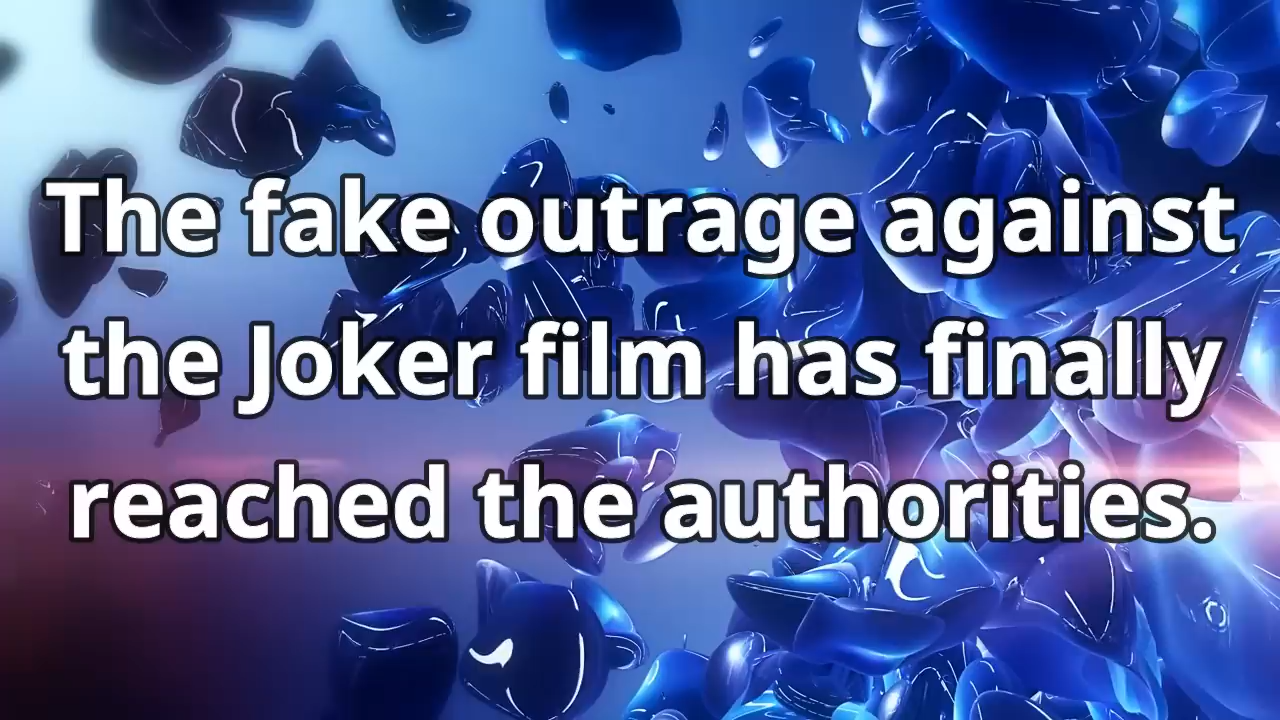 The fake outrage against
the Joker film has finally
reached the authorities.